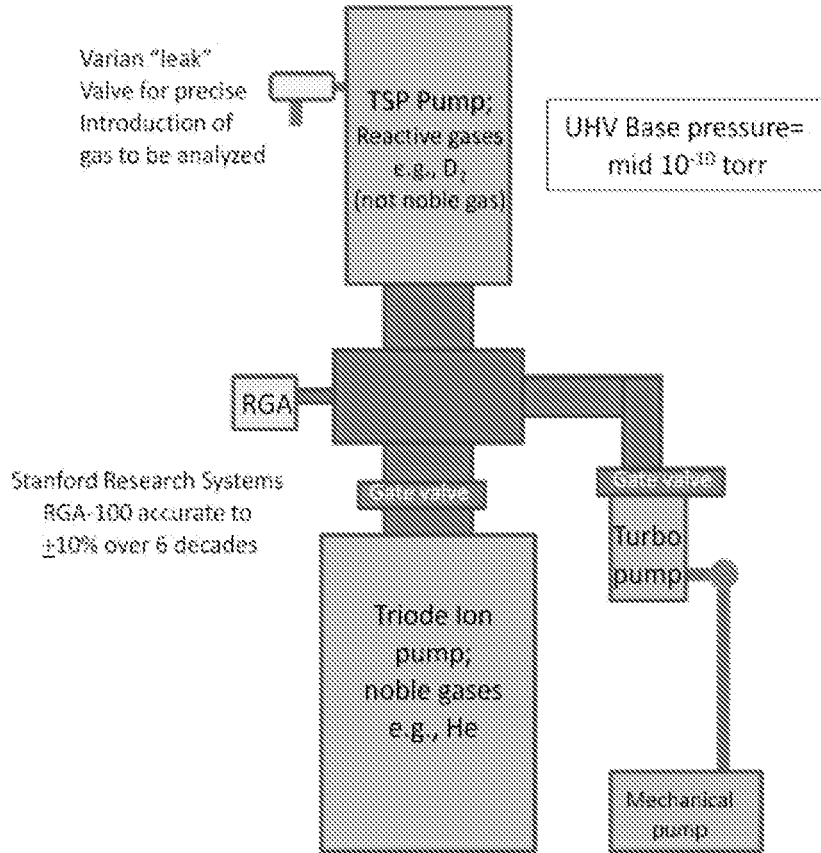 Varian "leak"
Valve for precise
Introduction of
gas to be analyzed
TSP Pump;
Reactive gases
e.g., D₂
(not noble gas)
UHV Base pressure=
mid 10⁻¹⁰ torr
RGA
Stanford Research Systems
RGA-100 accurate to
±10% over 6 decades
Gate valve
Gate valve
Turbo
pump
Triode Ion
pump;
noble gases
e.g., He
Mechanical
pump